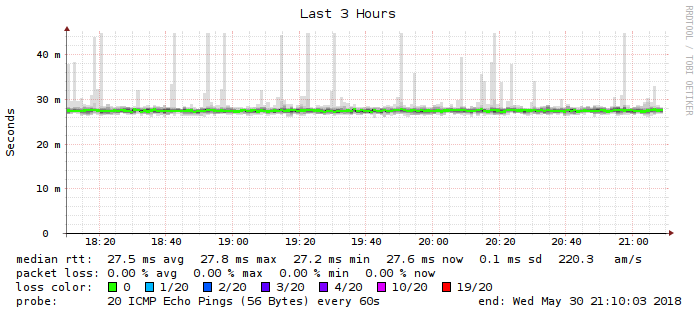 Last 3 Hours
RRDTOOL / TOBI OETIKER
Seconds
40 m
30 m
20 m
10 m
0
18:20 18:40 19:00 19:20 19:40 20:00 20:20 20:40 21:00
median rtt: 27.5 ms avg 27.8 ms max 27.2 ms min 27.6 ms now 0.1 ms sd 220.3 am/s
packet loss: 0.00 % avg 0.00 % max 0.00 % min 0.00 % now
loss color: 0 1/20 2/20 3/20 4/20 10/20 19/20
probe: 20 ICMP Echo Pings (56 Bytes) every 60s end: Wed May 30 21:10:03 2018